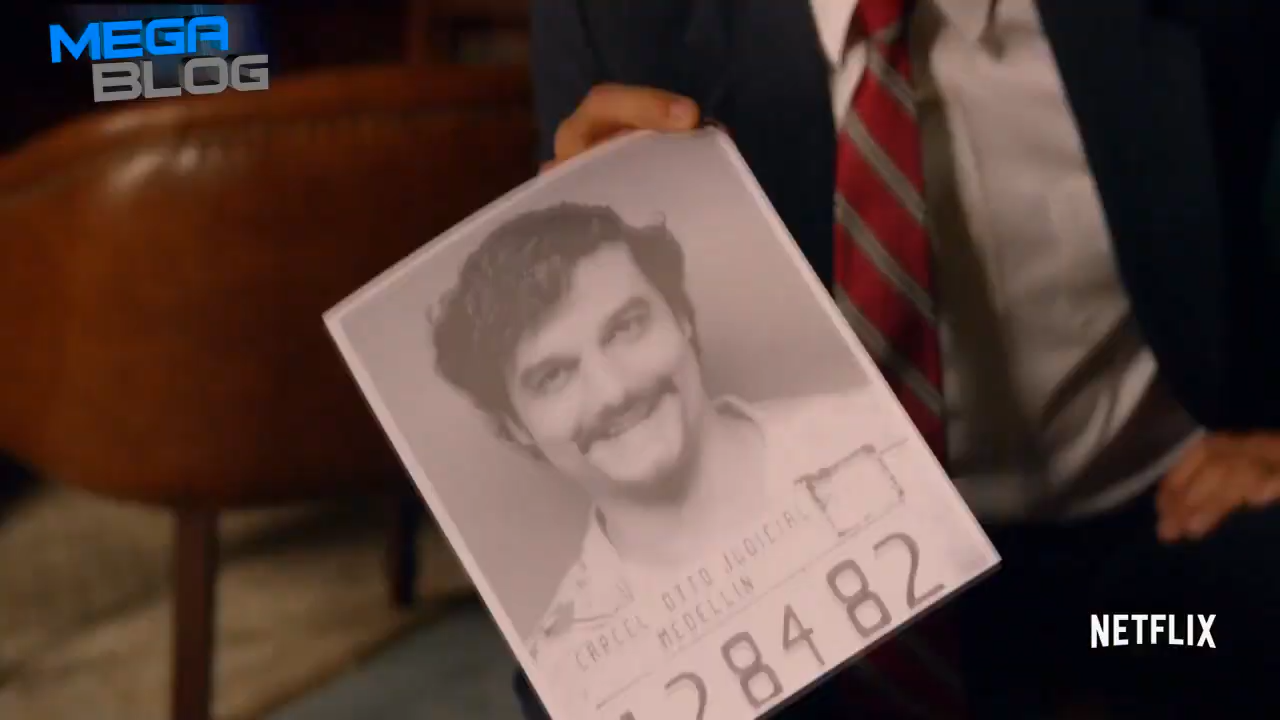 MEGA
BLOG
CARCEL DTTO JUDICIAL
MEDELLIN
128482
NETFLIX